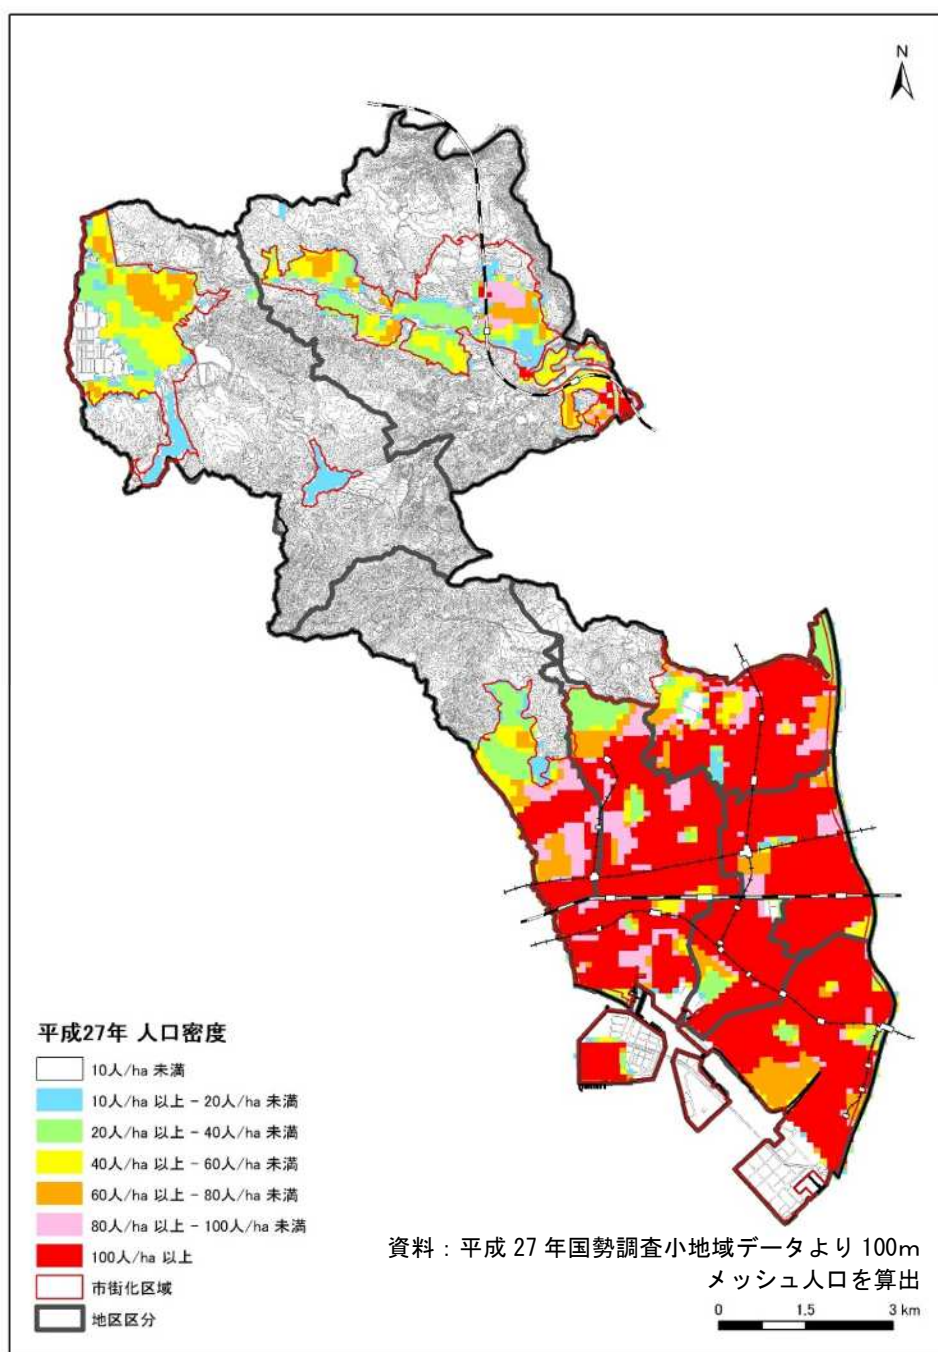 N
平成27年 人口密度
10人/ha 未満
10人/ha 以上 - 20人/ha 未満
20人/ha 以上 - 40人/ha 未満
40人/ha 以上 - 60人/ha 未満
60人/ha 以上 - 80人/ha 未満
80人/ha 以上 - 100人/ha 未満
100人/ha 以上
市街化区域
地区区分
資料：平成 27 年国勢調査小地域データより 100m
メッシュ人口を算出
0 1.5 3 km